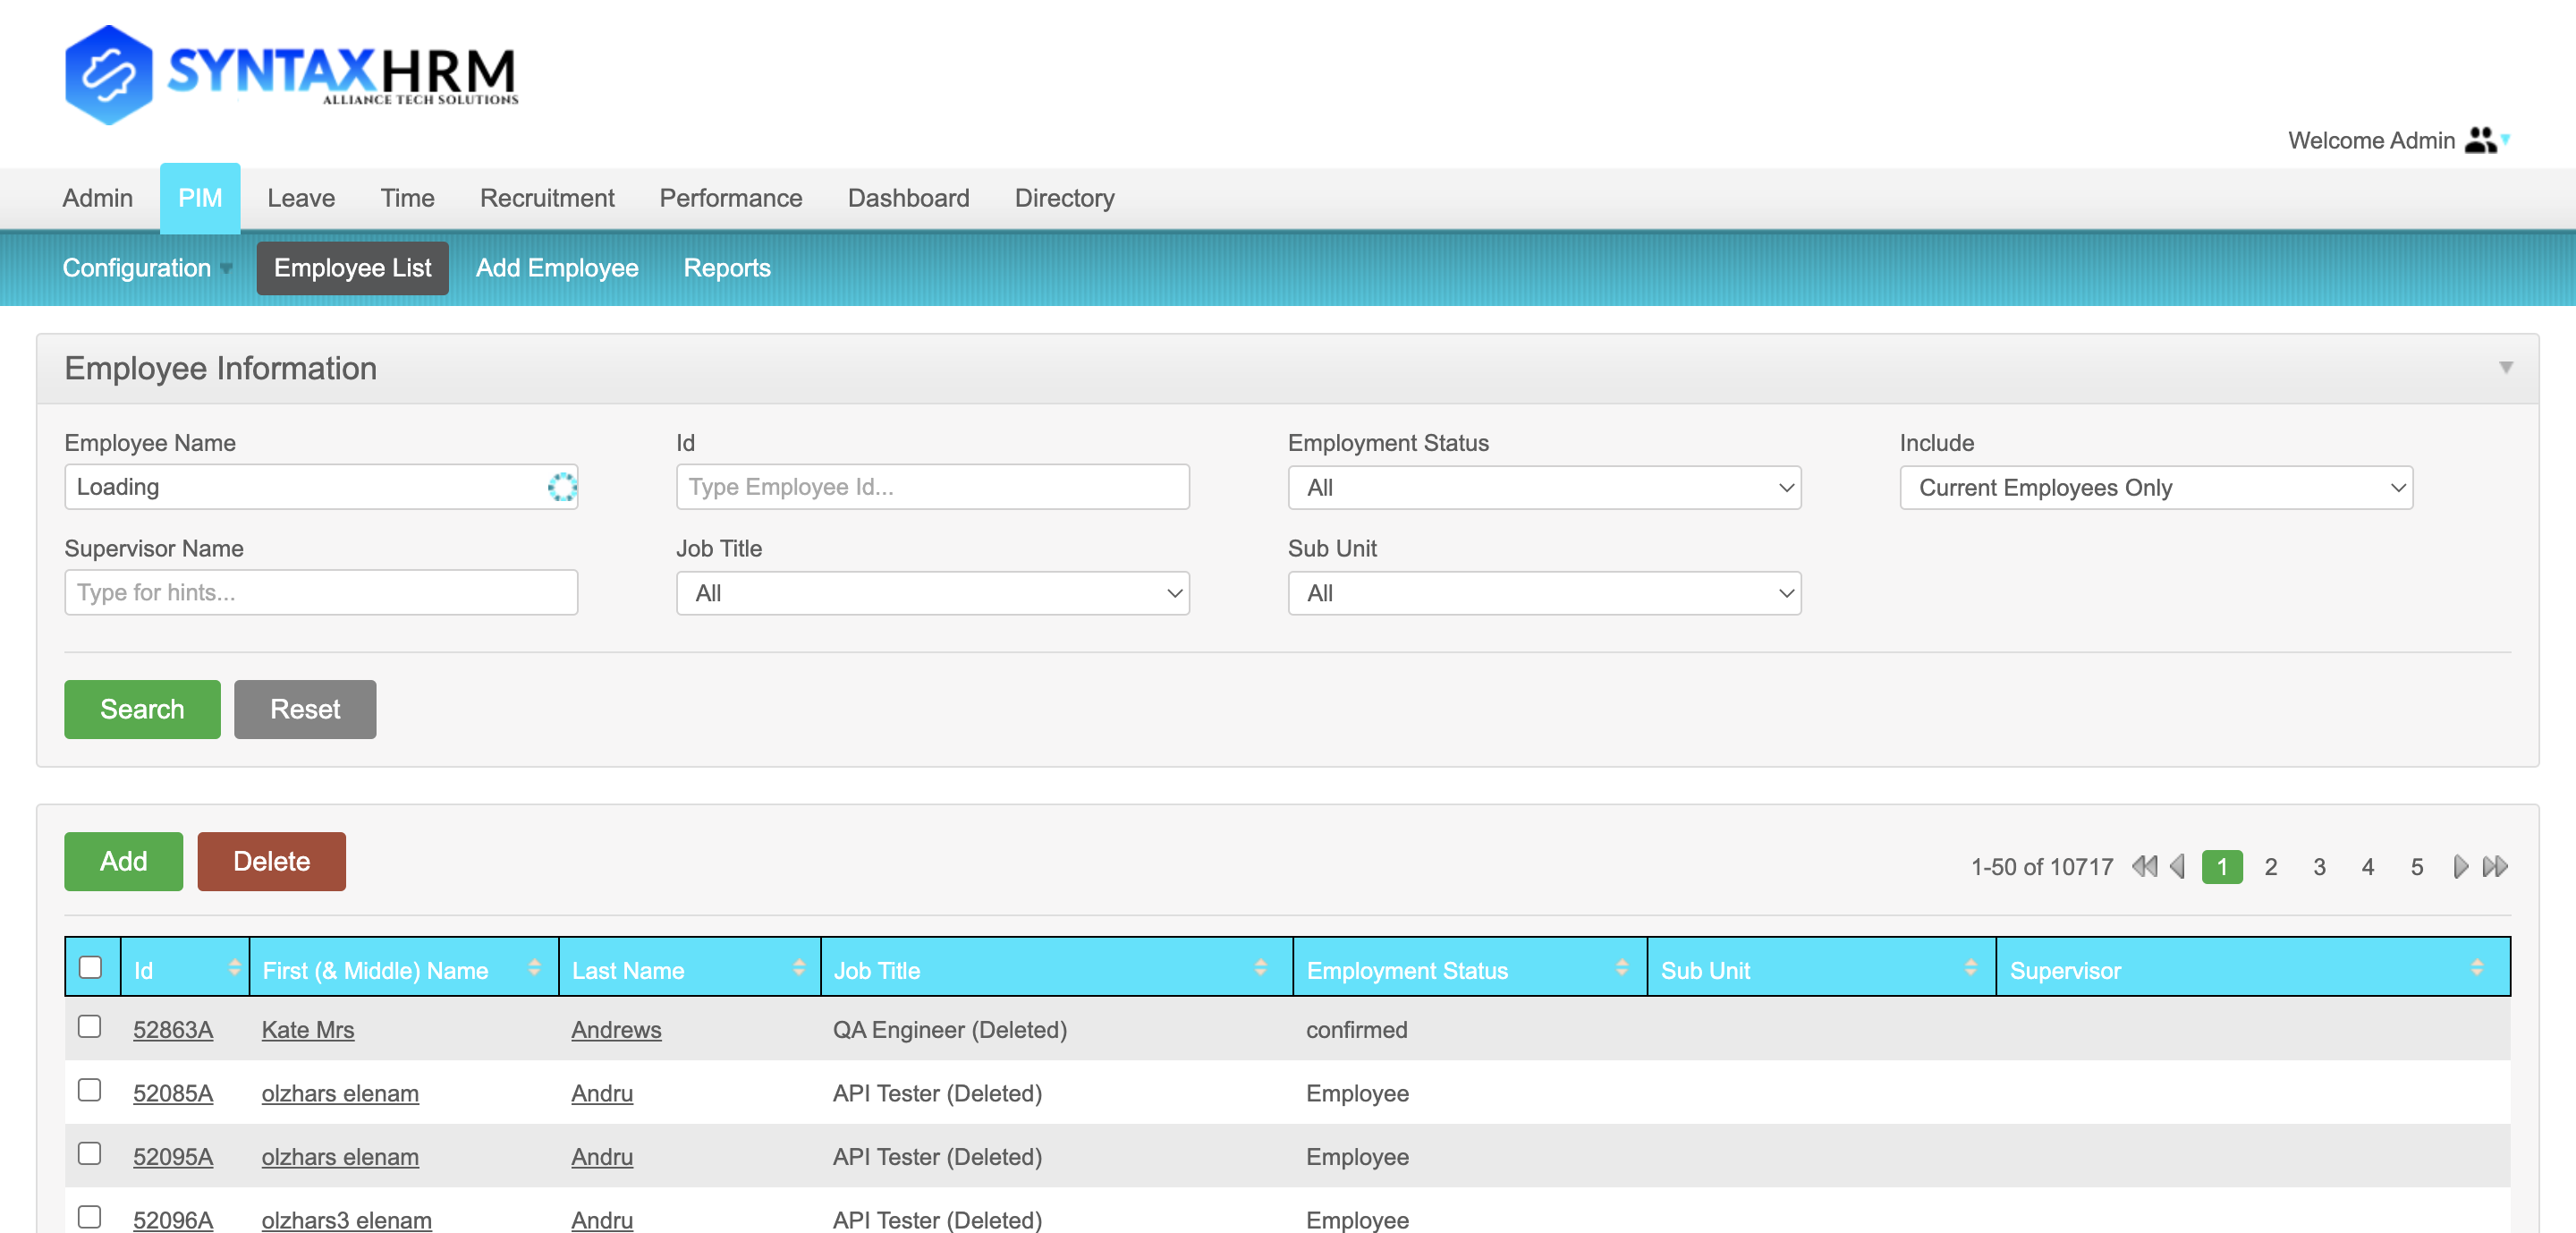 SYNTAXHRM
ALLIANCE TECH SOLUTIONS
Welcome Admin
Admin PIM Leave Time Recruitment Performance Dashboard Directory
Configuration Employee List Add Employee Reports
Employee Information
Employee Name Id Employment Status Include
Loading Type Employee Id... All Current Employees Only
Supervisor Name Job Title Sub Unit
Type for hints... All All
Search Reset
Add Delete 1-50 of 10717 1 2 3 4 5
Id First (& Middle) Name Last Name Job Title Employment Status Sub Unit Supervisor
52863A Kate Mrs Andrews QA Engineer (Deleted) confirmed
52085A olzhars elenam Andru API Tester (Deleted) Employee
52095A olzhars elenam Andru API Tester (Deleted) Employee
52096A olzhars3 elenam Andru API Tester (Deleted) Employee